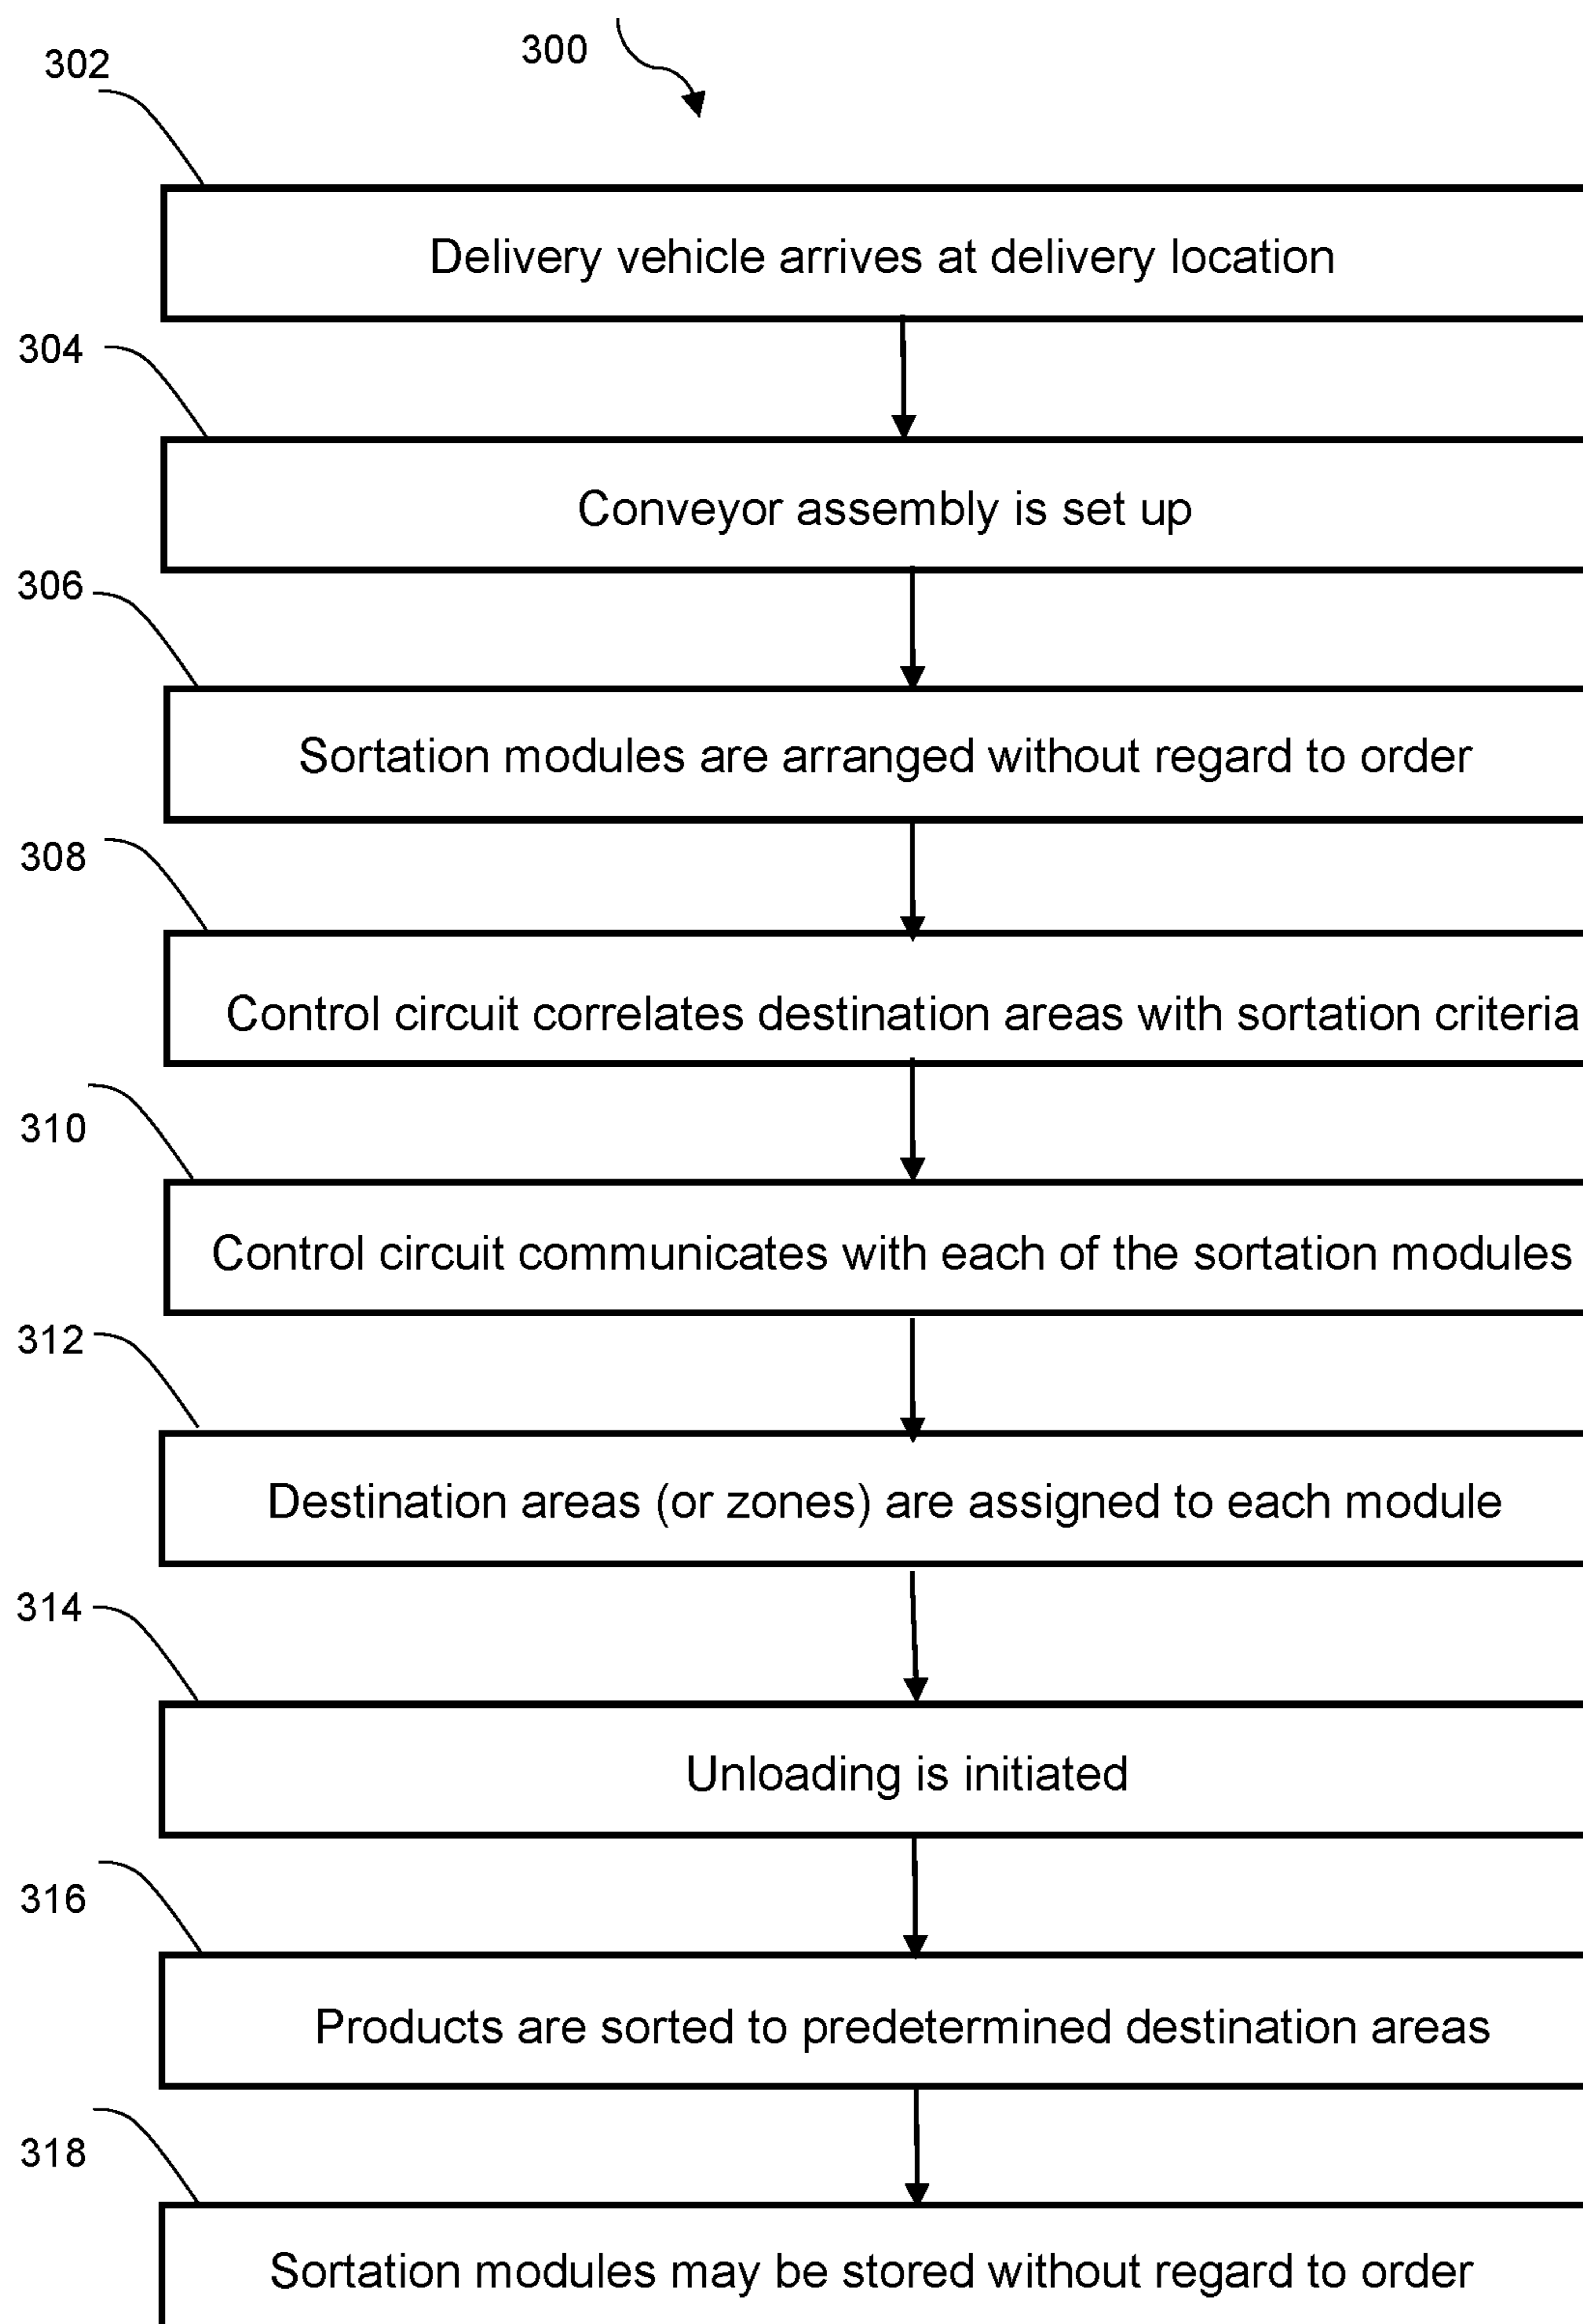 300
302
Delivery vehicle arrives at delivery location
304
Conveyor assembly is set up
306
Sortation modules are arranged without regard to order
308
Control circuit correlates destination areas with sortation criteria
310
Control circuit communicates with each of the sortation modules
312
Destination areas (or zones) are assigned to each module
314
Unloading is initiated
316
Products are sorted to predetermined destination areas
318
Sortation modules may be stored without regard to order